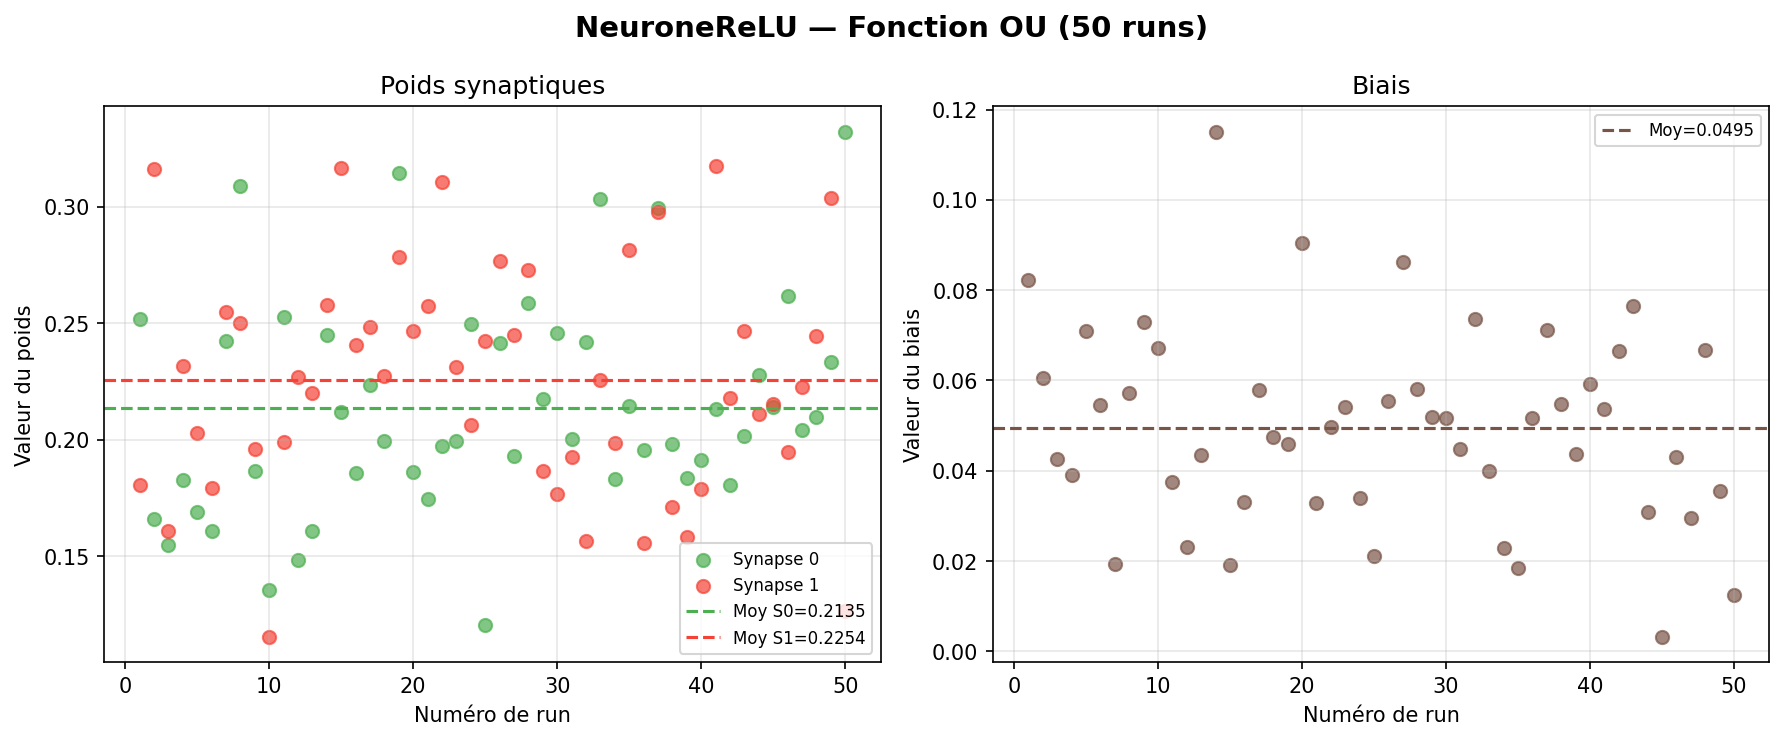 NeuroneReLU — Fonction OU (50 runs)
Poids synaptiques
Valeur du poids
0.30
0.25
0.20
0.15
0
10
20
30
40
50
Numéro de run
Synapse 0
Synapse 1
Moy S0=0.2135
Moy S1=0.2254
Biais
Valeur du biais
0.12
0.10
0.08
0.06
0.04
0.02
0.00
0
10
20
30
40
50
Numéro de run
Moy=0.0495